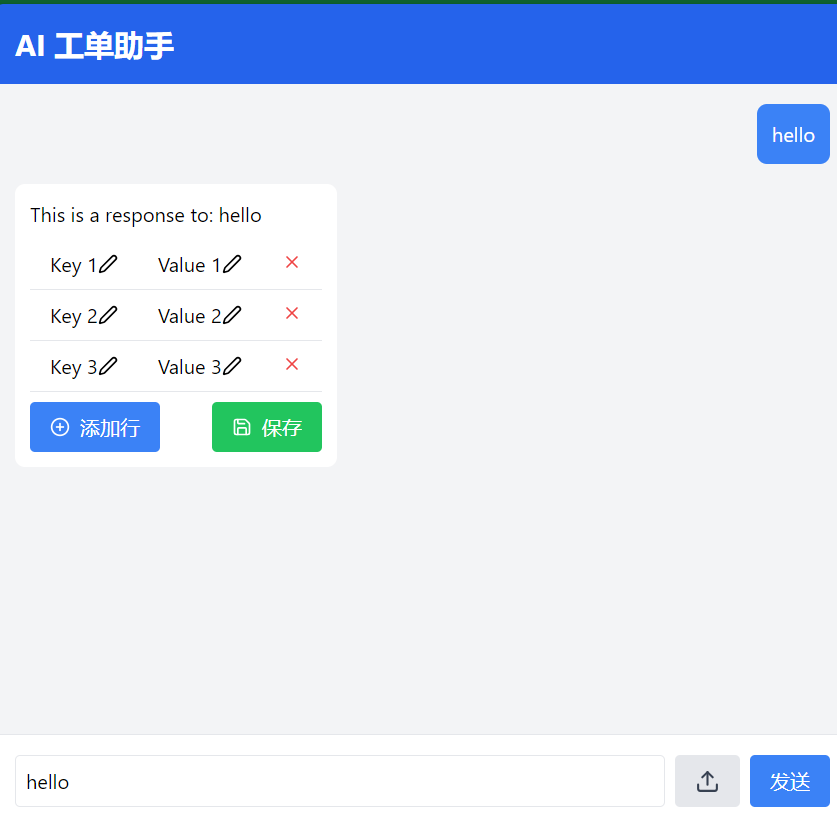 AI 工单助手
hello
This is a response to: hello
Key 1 Value 1
Key 2 Value 2
Key 3 Value 3
添加行 保存
hello 发送